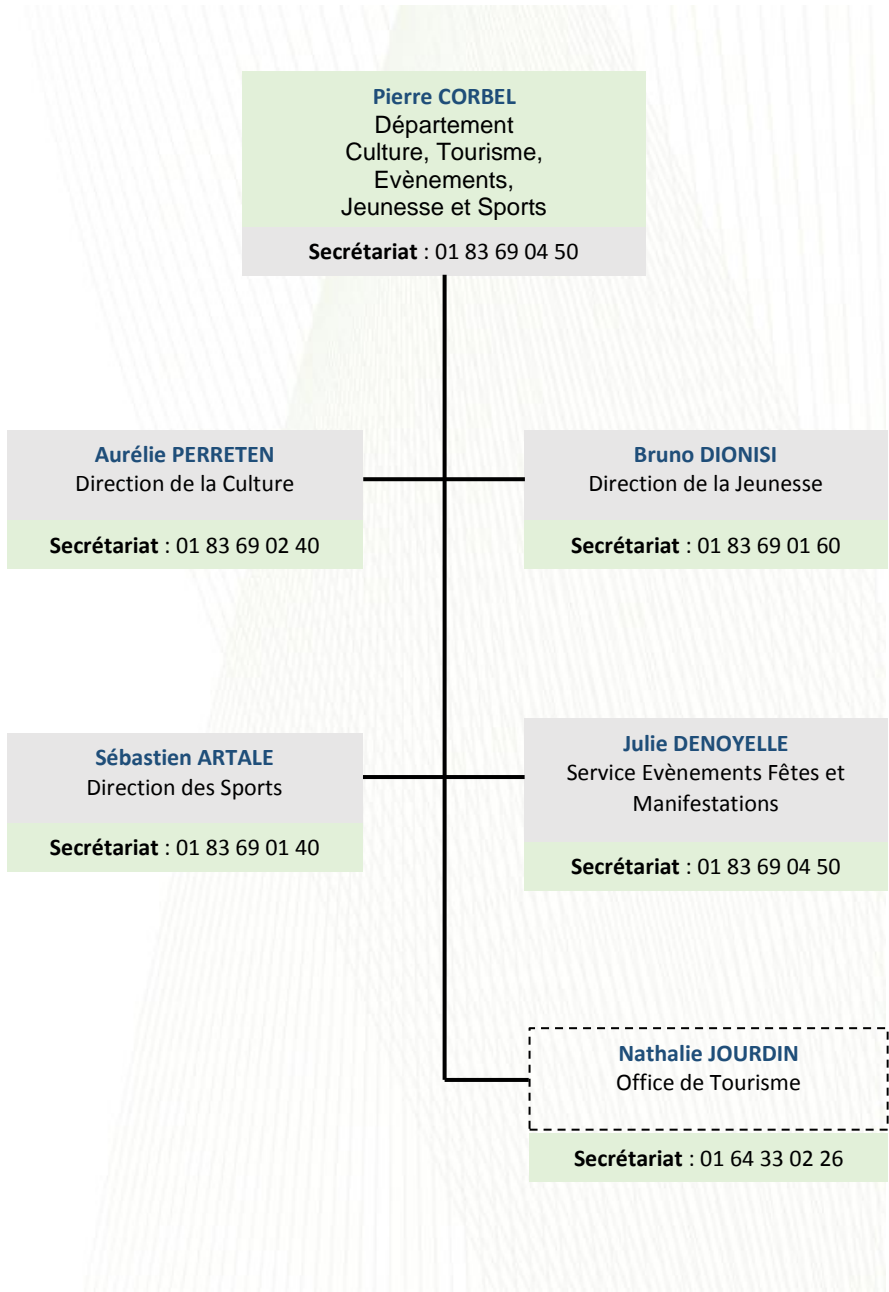 Pierre CORBEL
Département
Culture, Tourisme,
Evènements,
Jeunesse et Sports
Secrétariat : 01 83 69 04 50
Aurélie PERRETEN
Direction de la Culture
Secrétariat : 01 83 69 02 40
Bruno DIONISI
Direction de la Jeunesse
Secrétariat : 01 83 69 01 60
Sébastien ARTALE
Direction des Sports
Secrétariat : 01 83 69 01 40
Julie DENOYELLE
Service Evènements Fêtes et
Manifestations
Secrétariat : 01 83 69 04 50
Nathalie JOURDIN
Office de Tourisme
Secrétariat : 01 64 33 02 26